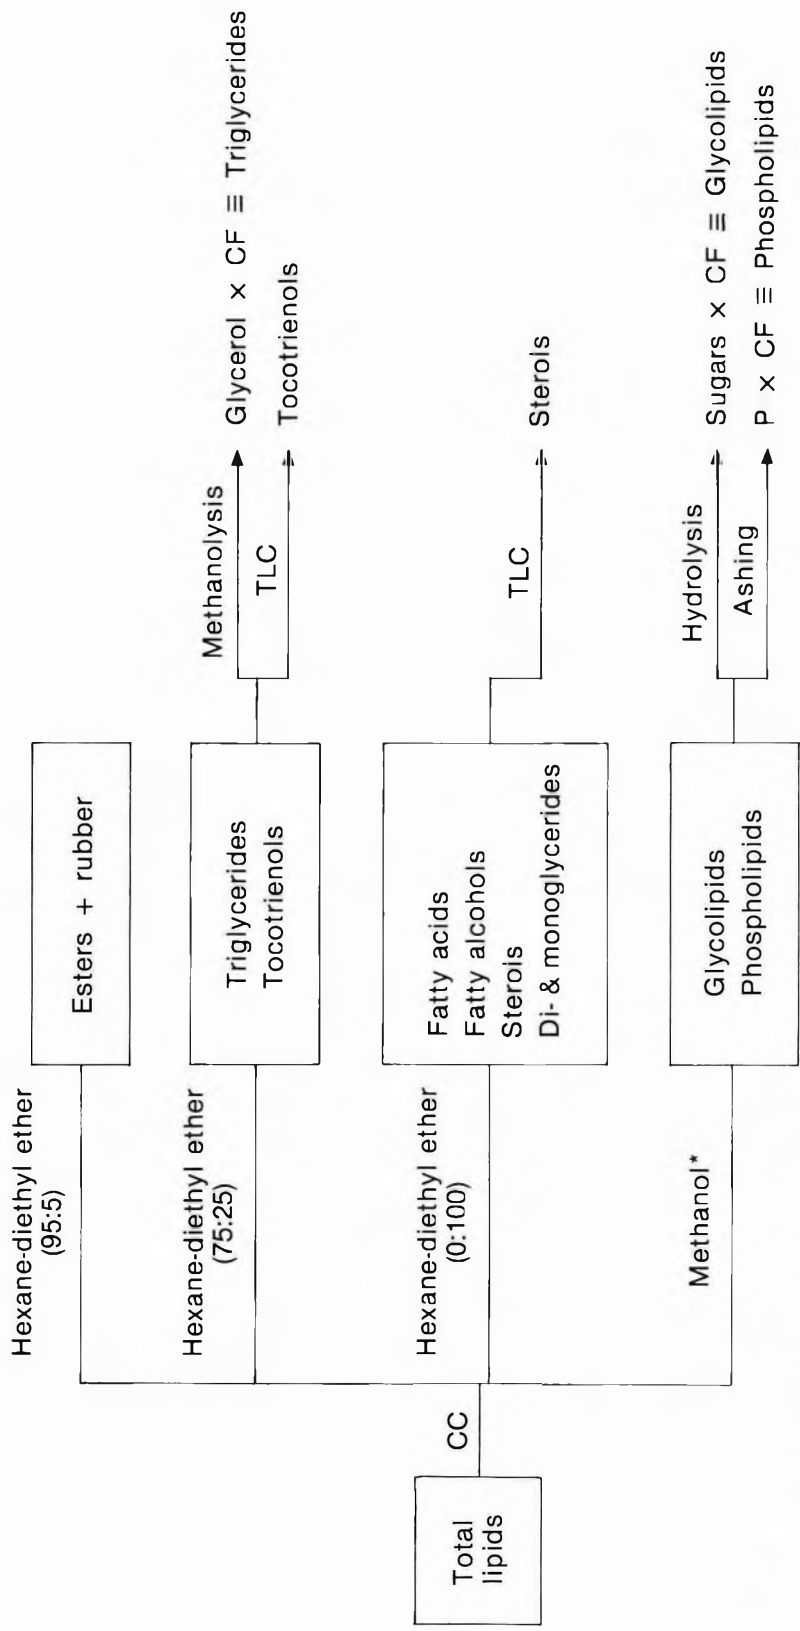 Total
lipids
CC
Hexane-diethyl ether
(95:5)
Esters + rubber
Hexane-diethyl ether
(75:25)
Triglycerides
Tocotrienols
Methanolysis
Glycerol × CF ≡ Triglycerides
TLC
Tocotrienols
Hexane-diethyl ether
(0:100)
Fatty acids
Fatty alcohols
Sterols
Di- & monoglycerides
TLC
Sterols
Methanol*
Glycolipids
Phospholipids
Hydrolysis
Sugars × CF ≡ Glycolipids
Ashing
P × CF ≡ Phospholipids